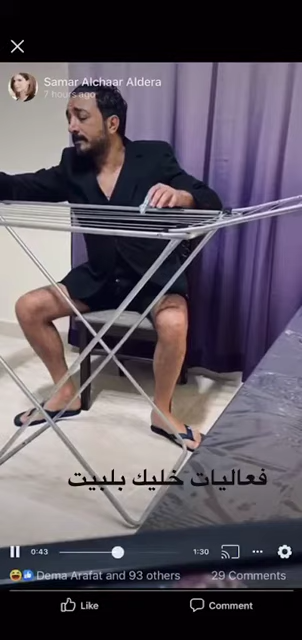 Samar Alchaar Aldera
7 hours ago
فعاليات خليك بلبيت
0:43
1:30
Dema Arafat and 93 others
29 Comments
Like
Comment